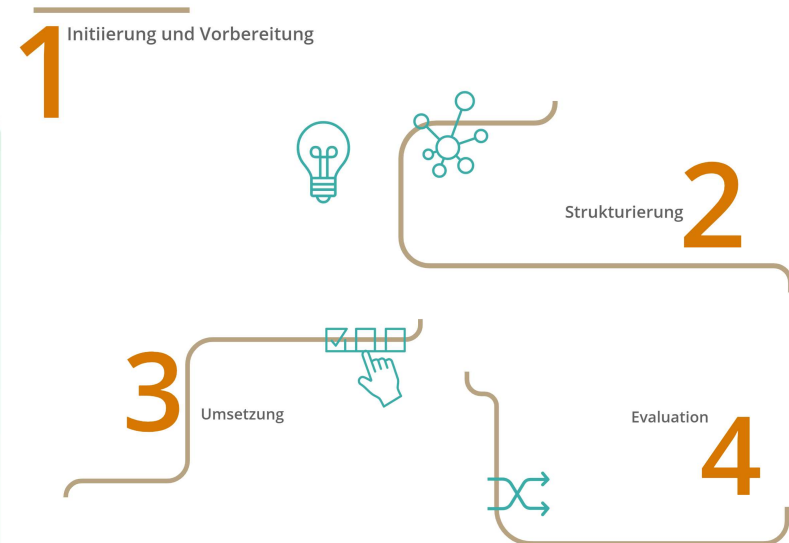 1
Initiierung und Vorbereitung
Strukturierung
2
3
Umsetzung
Evaluation
4